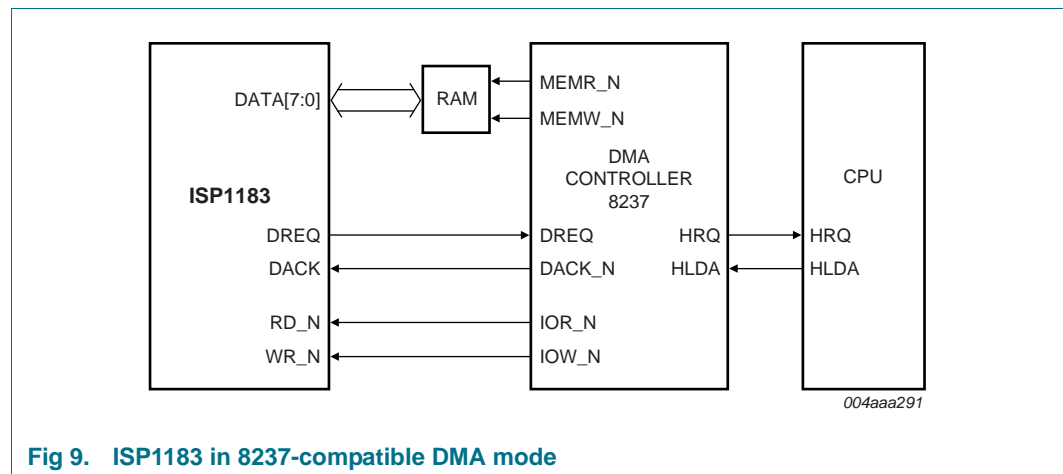 DATA[7:0]
RAM
MEMR_N
MEMW_N
DMA
CONTROLLER
8237
CPU
ISP1183
DREQ
DREQ
HRQ
HRQ
DACK
DACK_N
HLDA
HLDA
RD_N
IOR_N
WR_N
IOW_N
004aaa291
Fig 9. ISP1183 in 8237-compatible DMA mode